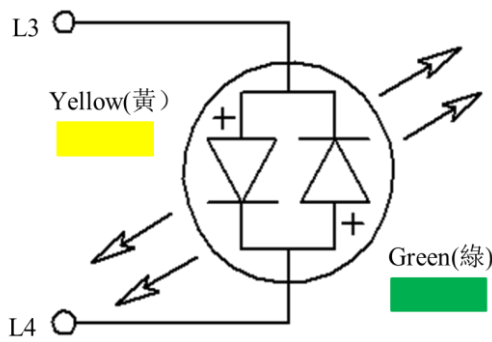 L3
Yellow(黃）
+
+
Green(綠)
L4